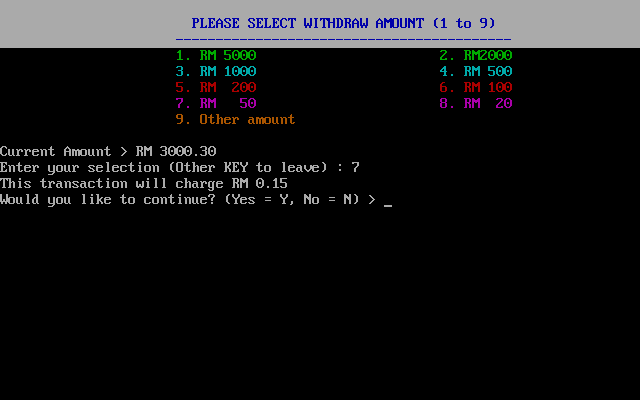 PLEASE SELECT WITHDRAW AMOUNT (1 to 9)
------------------------------------------
1. RM 5000 2. RM2000
3. RM 1000 4. RM 500
5. RM 200 6. RM 100
7. RM 50 8. RM 20
9. Other amount
Current Amount > RM 3000.30
Enter your selection (Other KEY to leave) : 7
This transaction will charge RM 0.15
Would you like to continue? (Yes = Y, No = N) > _